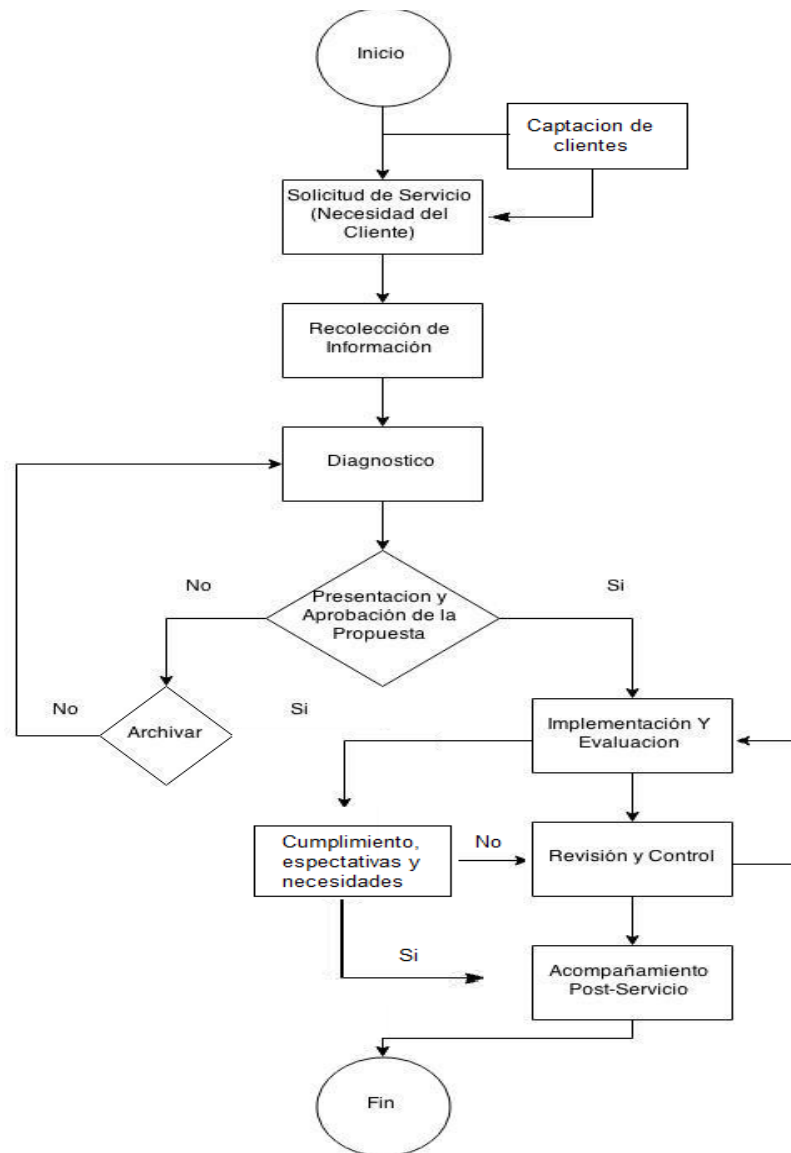 Inicio
Captacion de
clientes
Solicitud de Servicio
(Necesidad del
Cliente)
Recolección de
Información
Diagnostico
No
Si
Presentacion y
Aprobación de la
Propuesta
No
Archivar
Si
Implementación Y
Evaluacion
Cumplimiento,
espectativas y
necesidades
No
Revisión y Control
Si
Acompañamiento
Post-Servicio
Fin